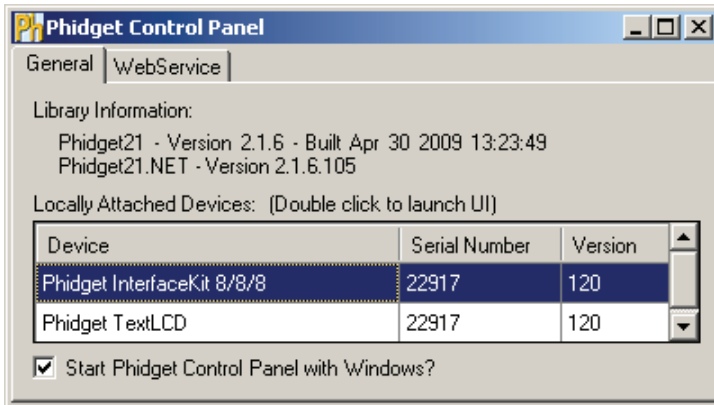 Ph Phidget Control Panel
General WebService
Library Information:
Phidget21 - Version 2.1.6 - Built Apr 30 2009 13:23:49
Phidget21.NET - Version 2.1.6.105
Locally Attached Devices: (Double click to launch UI)
Device Serial Number Version
Phidget InterfaceKit 8/8/8 22917 120
Phidget TextLCD 22917 120
Start Phidget Control Panel with Windows?